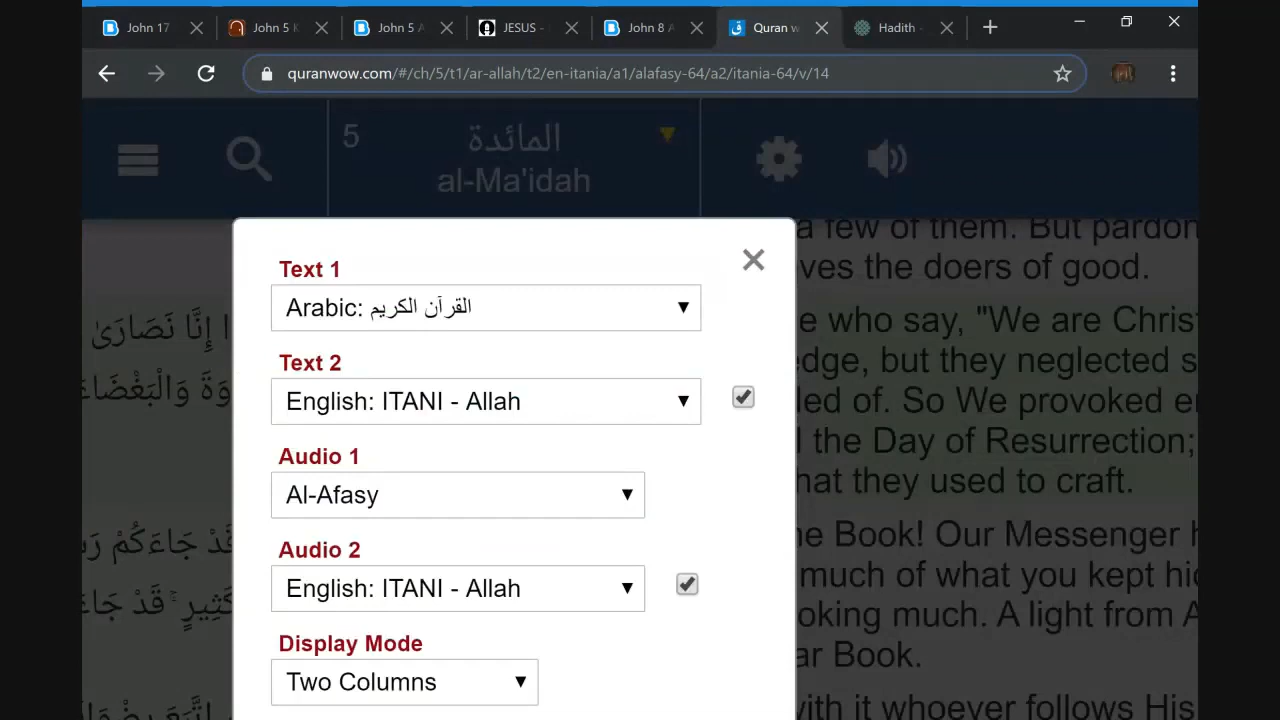 John 17
John 5 K
John 5 A
JESUS -
John 8 A
Quran w
Hadith -
quranwow.com/#/ch/5/t1/ar-allah/t2/en-itania/a1/alafasy-64/a2/itania-64/v/14
5
المائدة
al-Ma'idah
a few of them. But pardon
ves the doers of good.
Text 1
Arabic: القرآن الكريم
إِنَّا نَصَارَىٰ
e who say, "We are Chris
Text 2
edge, but they neglected s
English: ITANI - Allah
وَالْبَغْضَاءَ
led of. So We provoked e
Audio 1
the Day of Resurrection;
Al-Afasy
hat they used to craft.
Audio 2
قَدْ جَاءَكُمْ
e Book! Our Messenger
English: ITANI - Allah
much of what you kept hi
كَثِيرٍ ۚ قَدْ جَا
oking much. A light from A
Display Mode
ar Book.
Two Columns
with it whoever follows His